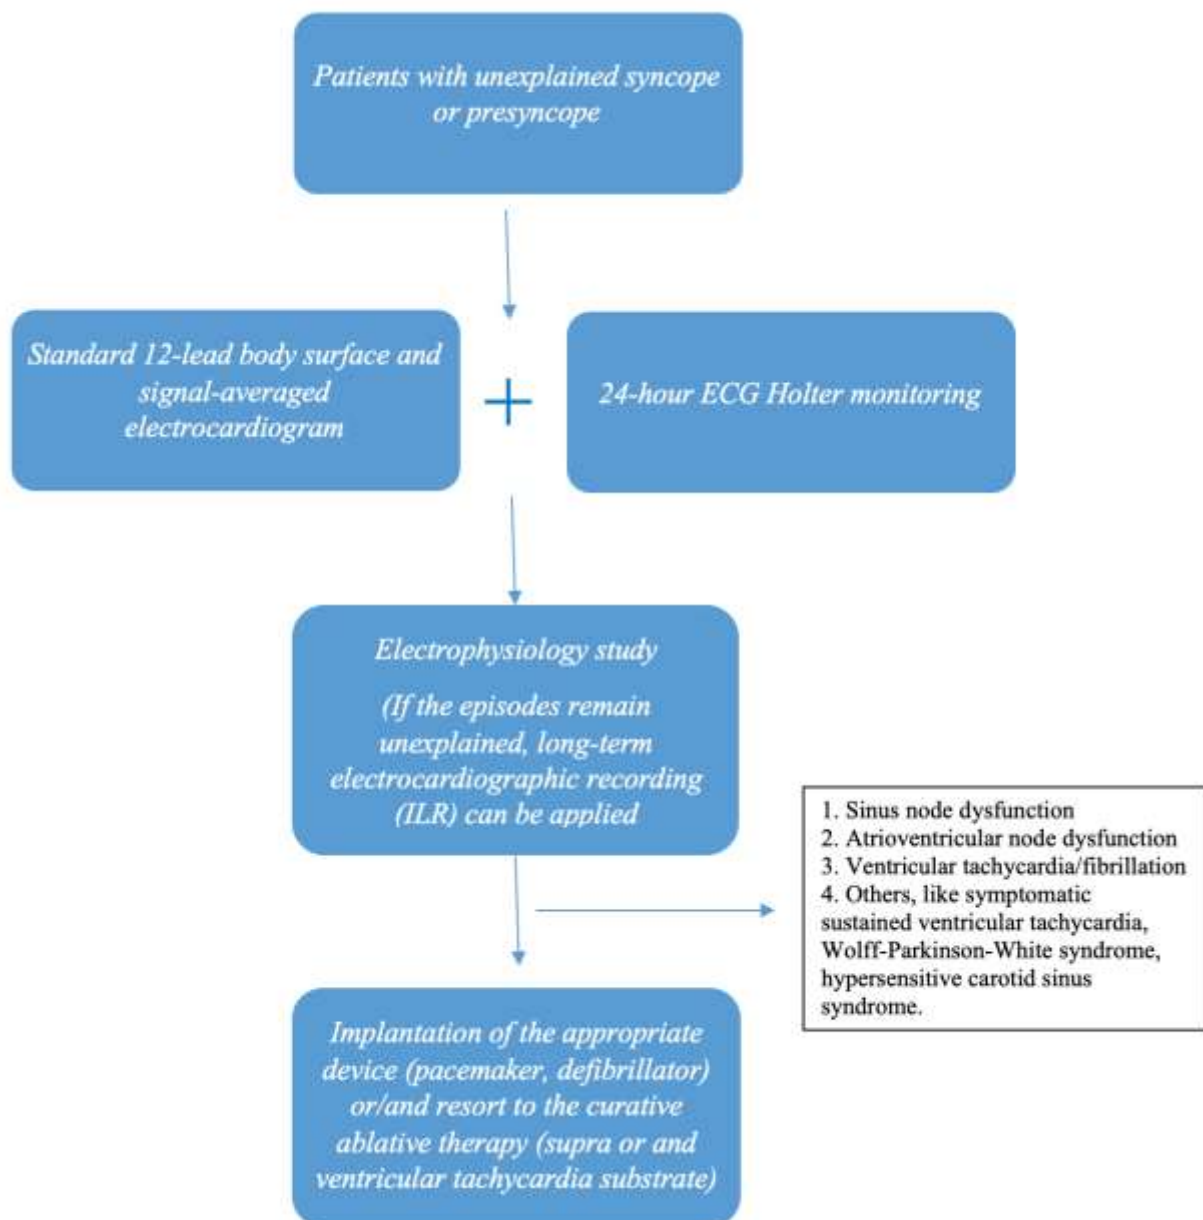 Patients with unexplained syncope
or presyncope
Standard 12-lead body surface and
signal-averaged
electrocardiogram
24-hour ECG Holter monitoring
Electrophysiology study
(If the episodes remain
unexplained, long-term
electrocardiographic recording
(ILR) can be applied
1. Sinus node dysfunction
2. Atrioventricular node dysfunction
3. Ventricular tachycardia/fibrillation
4. Others, like symptomatic
sustained ventricular tachycardia,
Wolff-Parkinson-White syndrome,
hypersensitive carotid sinus
syndrome.
Implantation of the appropriate
device (pacemaker, defibrillator)
or/and resort to the curative
ablative therapy (supra or and
ventricular tachycardia substrate)